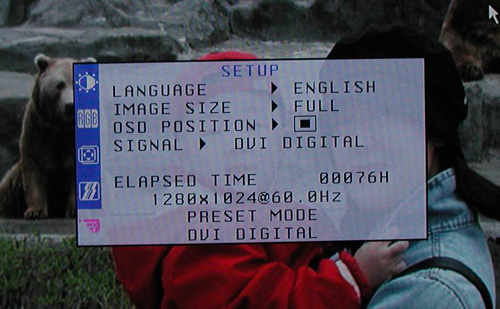 SETUP
LANGUAGE ENGLISH
IMAGE SIZE FULL
OSD POSITION
SIGNAL DVI DIGITAL
RGB
ELAPSED TIME 00076H
1280x1024@60.0Hz
PRESET MODE
DVI DIGITAL